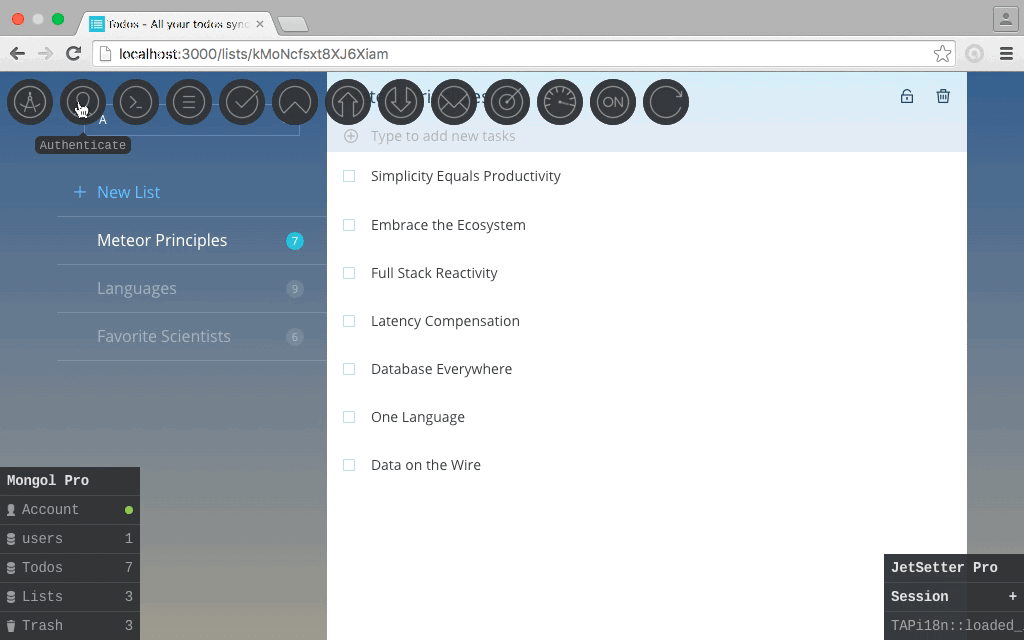 Todos - All your todos sync
localhost:3000/lists/kMoNcfsxt8XJ6Xiam
ON
A
Authenticate
Type to add new tasks
New List
Meteor Principles 7
Languages 9
Favorite Scientists 6
Simplicity Equals Productivity
Embrace the Ecosystem
Full Stack Reactivity
Latency Compensation
Database Everywhere
One Language
Data on the Wire
Mongol Pro
Account
users 1
Todos 7
Lists 3
Trash 3
JetSetter Pro
Session +
TAPi18n::loaded_